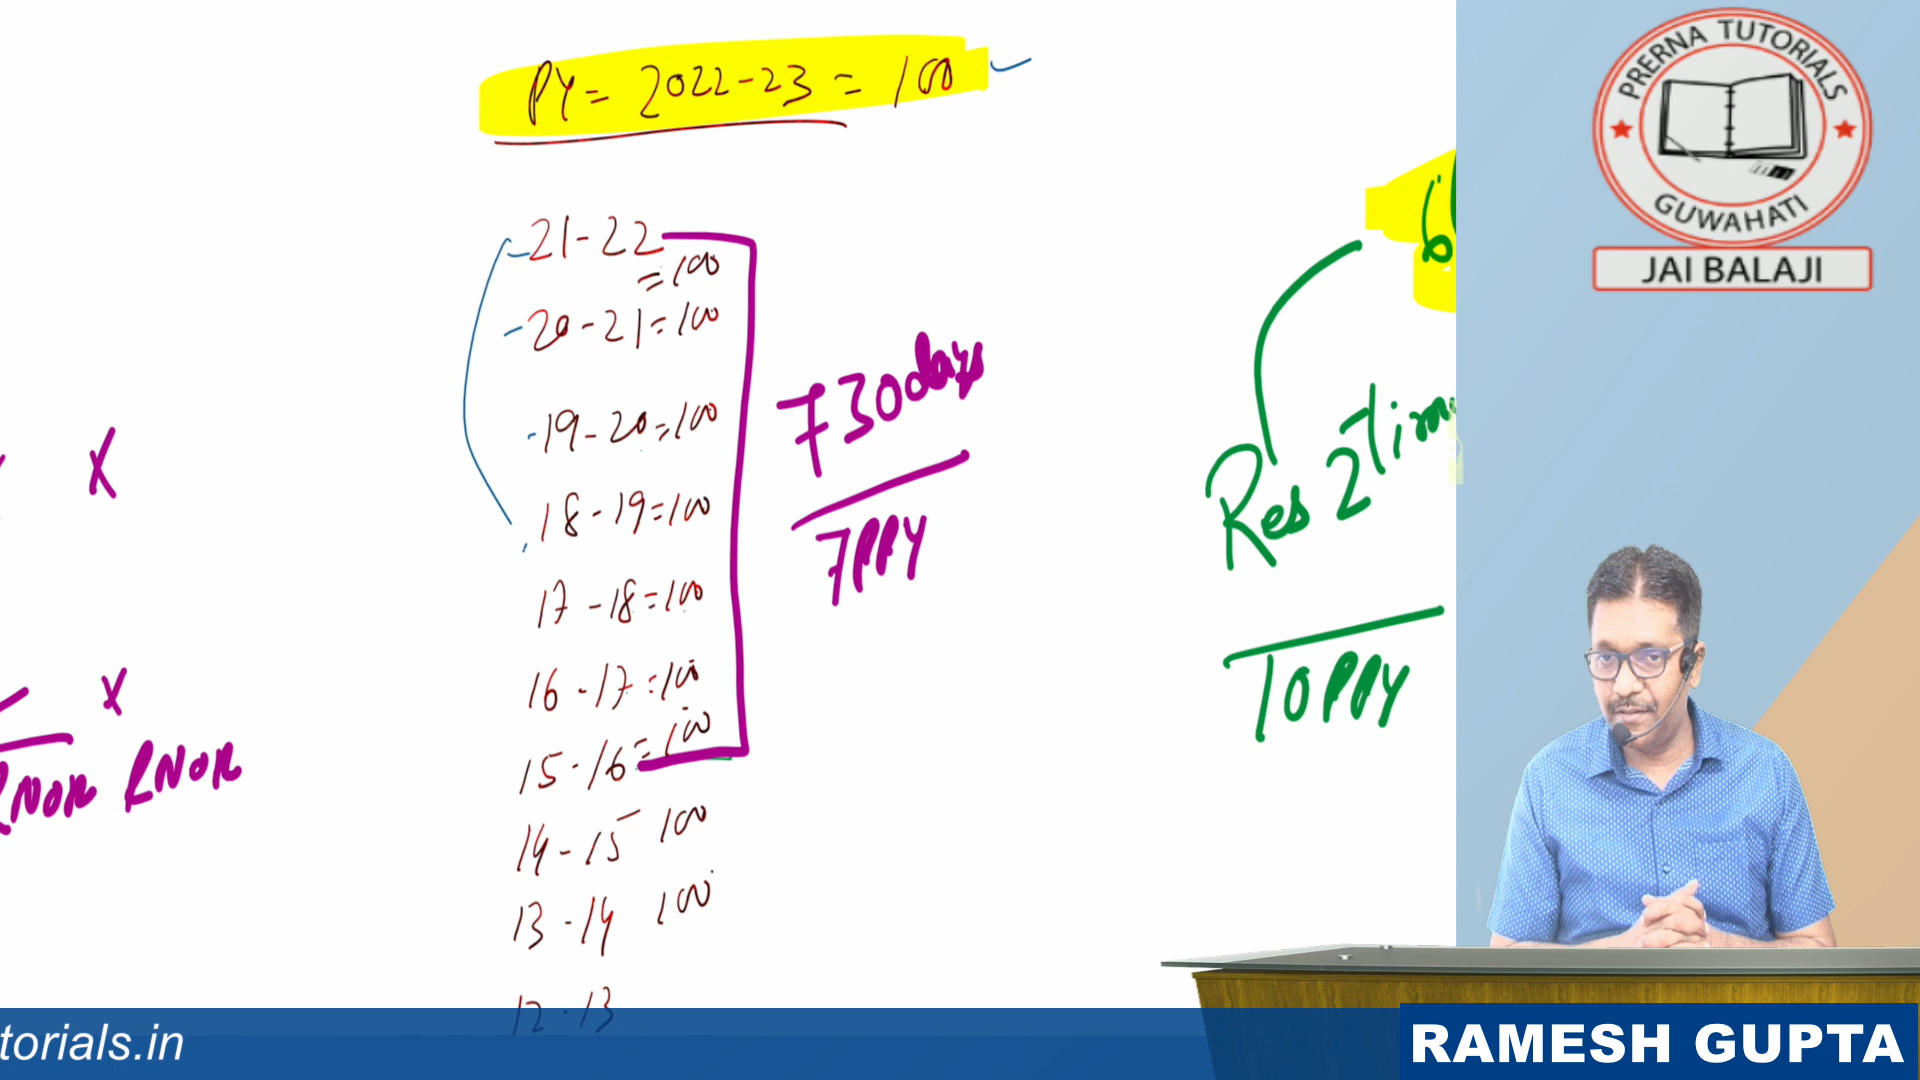 PY = 2022-23 = 100
21-22
= 100
20-21 = 100
19-20 = 100
18-19 = 100
17-18 = 100
16-17 = 100
15-16 = 100
14-15 100
13-14 100
12-13
730 days
7PPY
Res 2
10PPY
X
X
RNOR RNOR
PRERNA TUTORIALS
GUWAHATI
JAI BALAJI
torials.in
RAMESH GUPTA